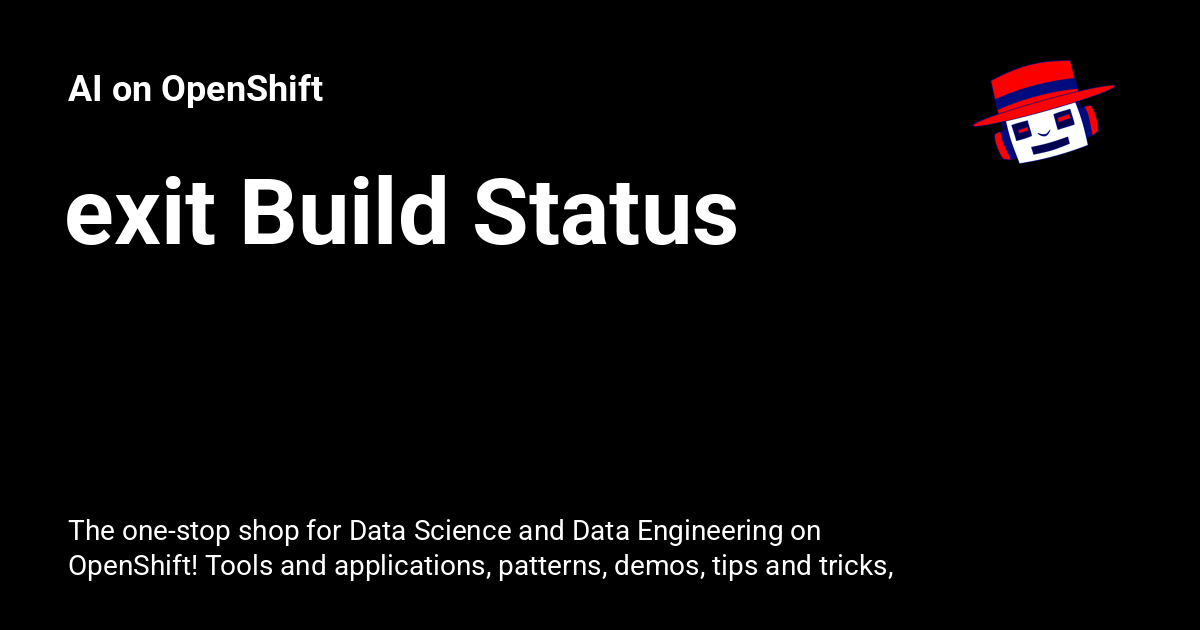 AI on OpenShift
exit Build Status
The one-stop shop for Data Science and Data Engineering on
OpenShift! Tools and applications, patterns, demos, tips and tricks,